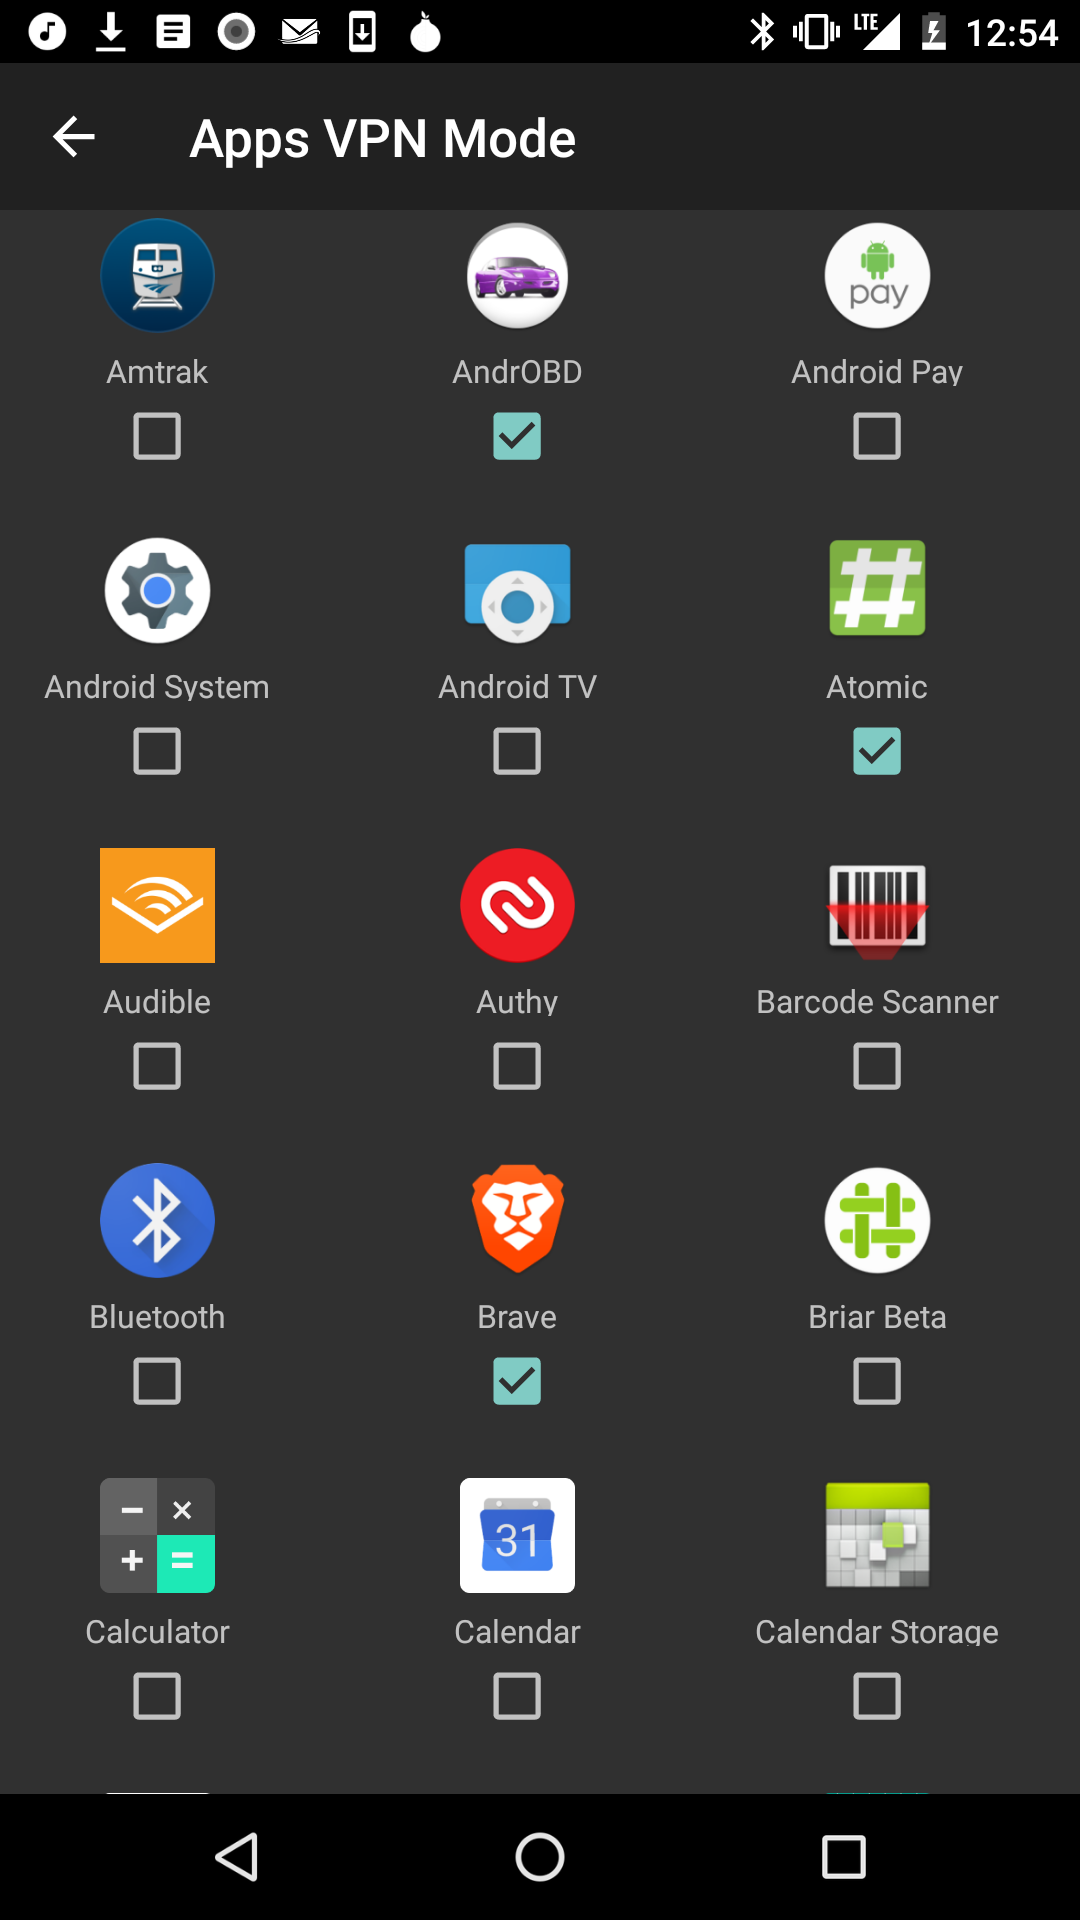 LTE 12:54
Apps VPN Mode
pay
Amtrak AndrOBD Android Pay
Android System Android TV Atomic
Audible Authy Barcode Scanner
Bluetooth Brave Briar Beta
31
Calculator Calendar Calendar Storage